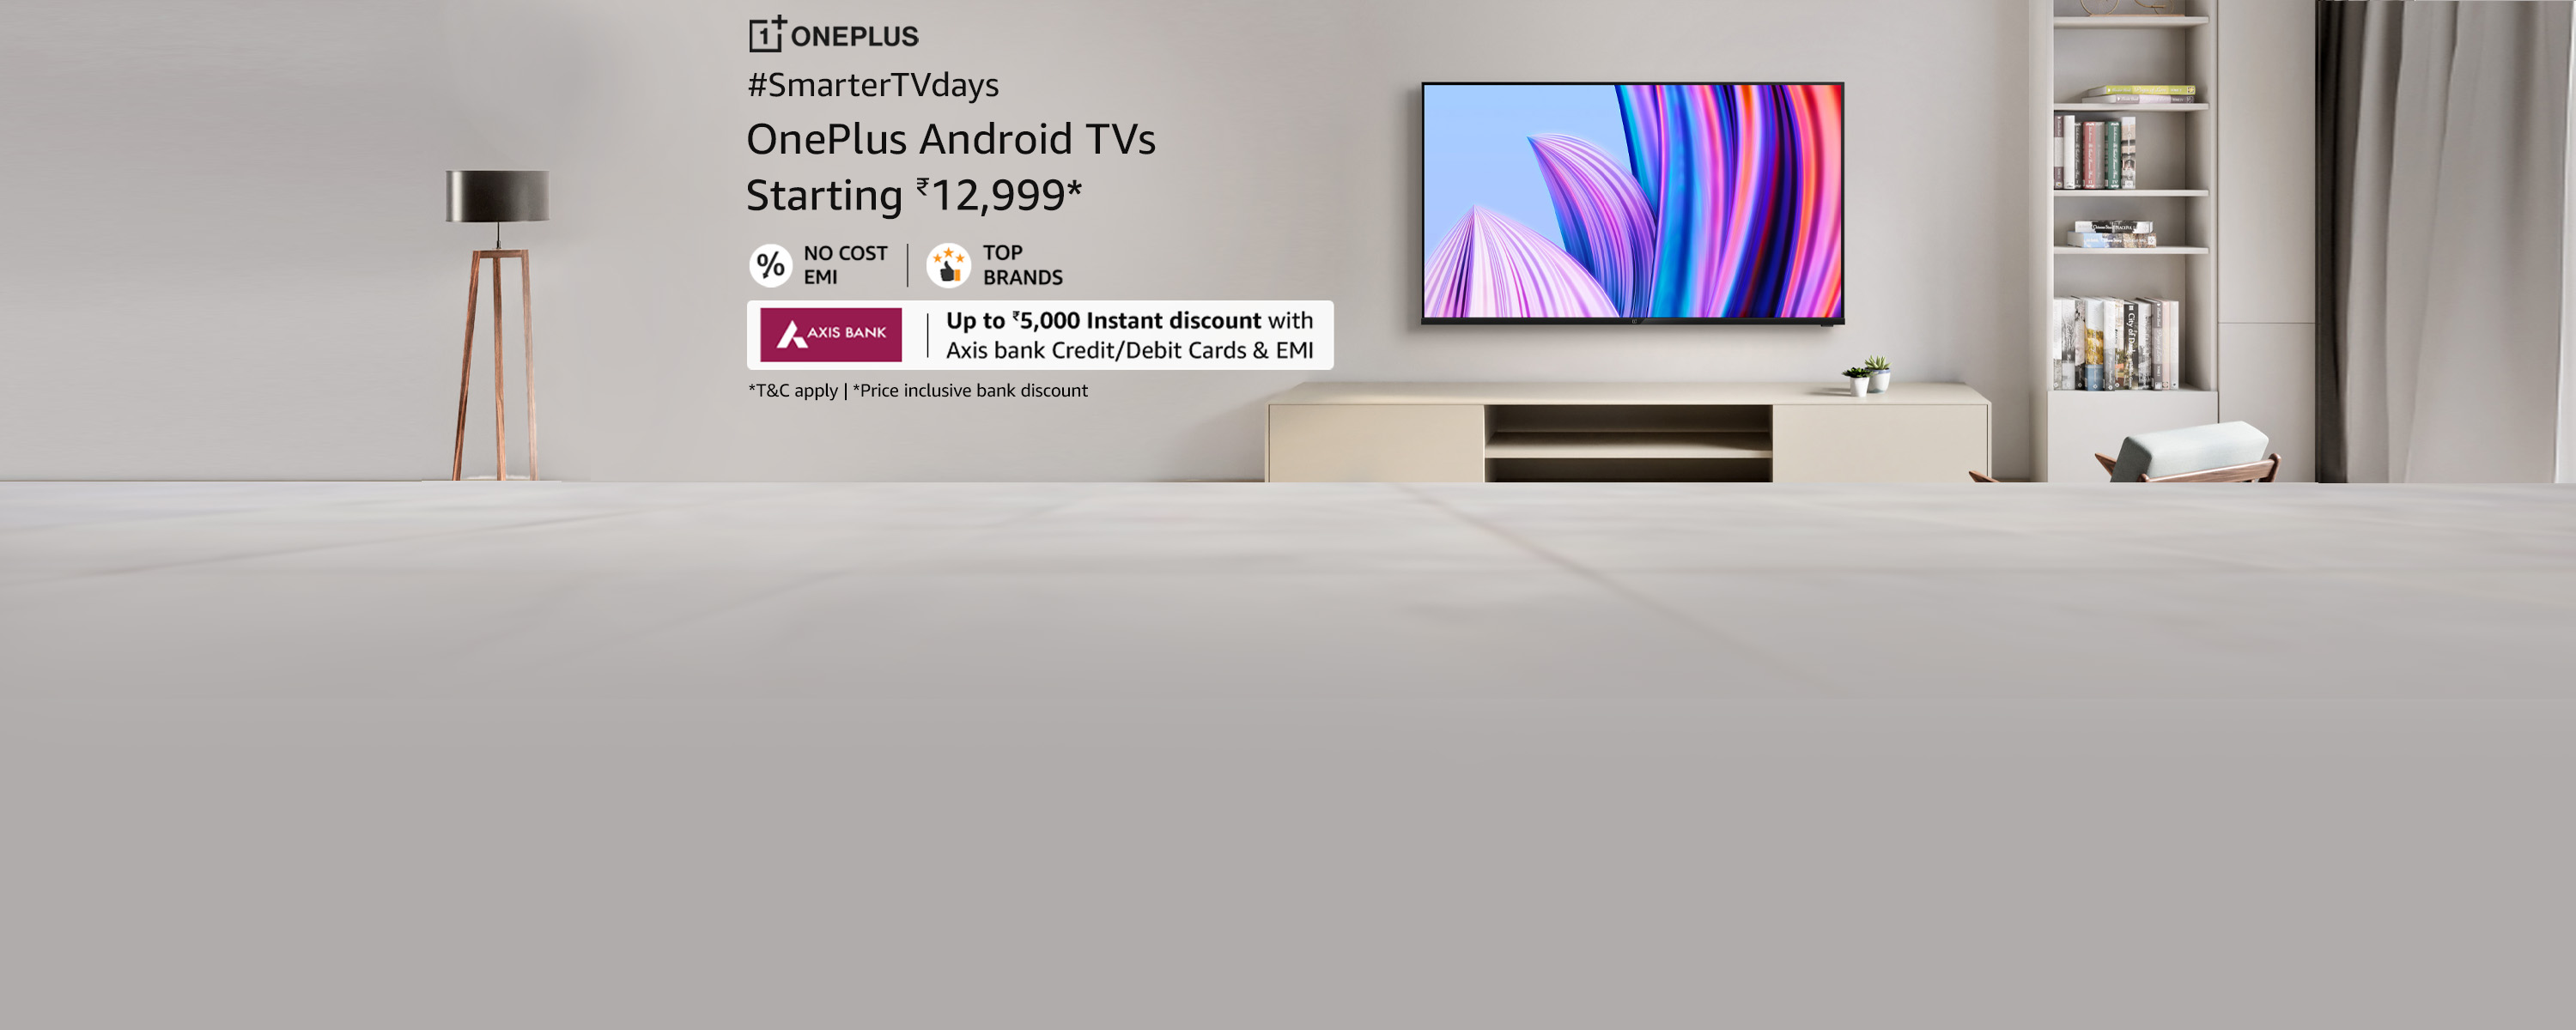 1+ ONEPLUS
#SmarterTVdays
OnePlus Android TVs
Starting ₹12,999*
% NO COST
EMI
TOP
BRANDS
AXIS BANK
Up to ₹5,000 Instant discount with
Axis bank Credit/Debit Cards & EMI
*T&C apply | *Price inclusive bank discount